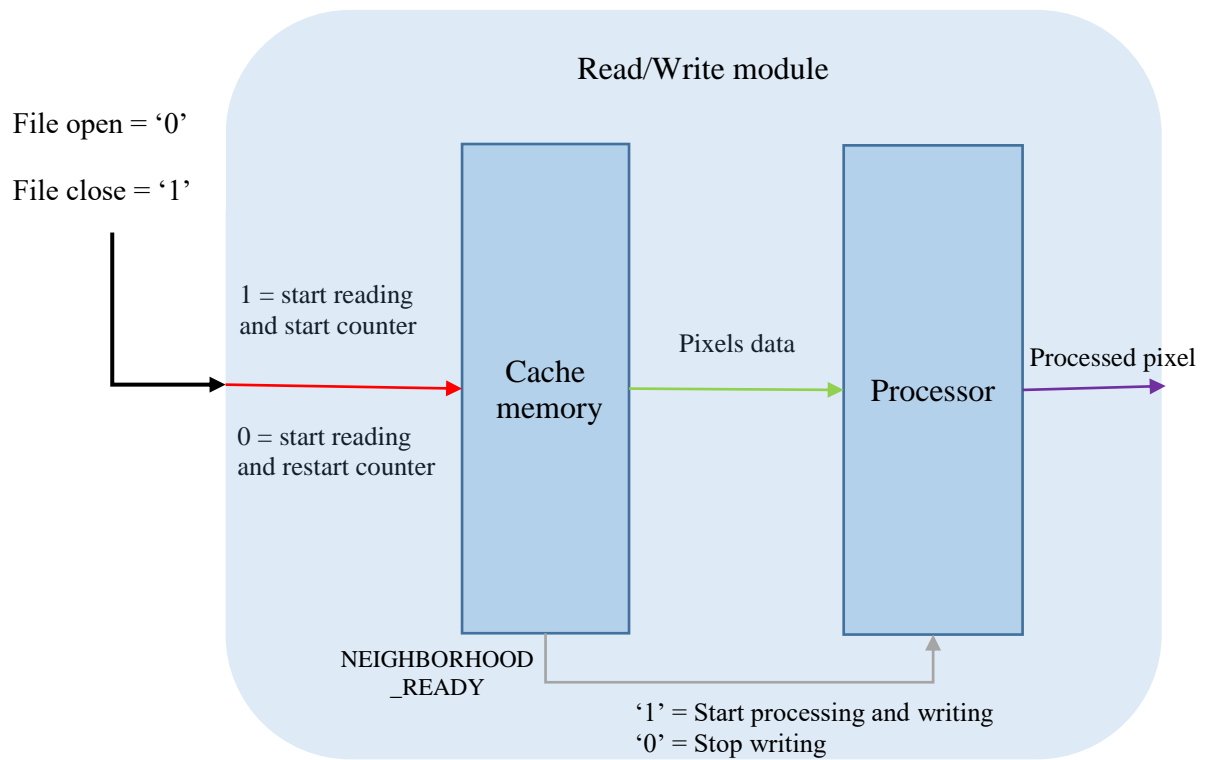 Read/Write module
File open = ‘0’
File close = ‘1’
1 = start reading
and start counter
0 = start reading
and restart counter
Cache
memory
Pixels data
Processor
Processed pixel
NEIGHBORHOOD
_READY
‘1’ = Start processing and writing
‘0’ = Stop writing